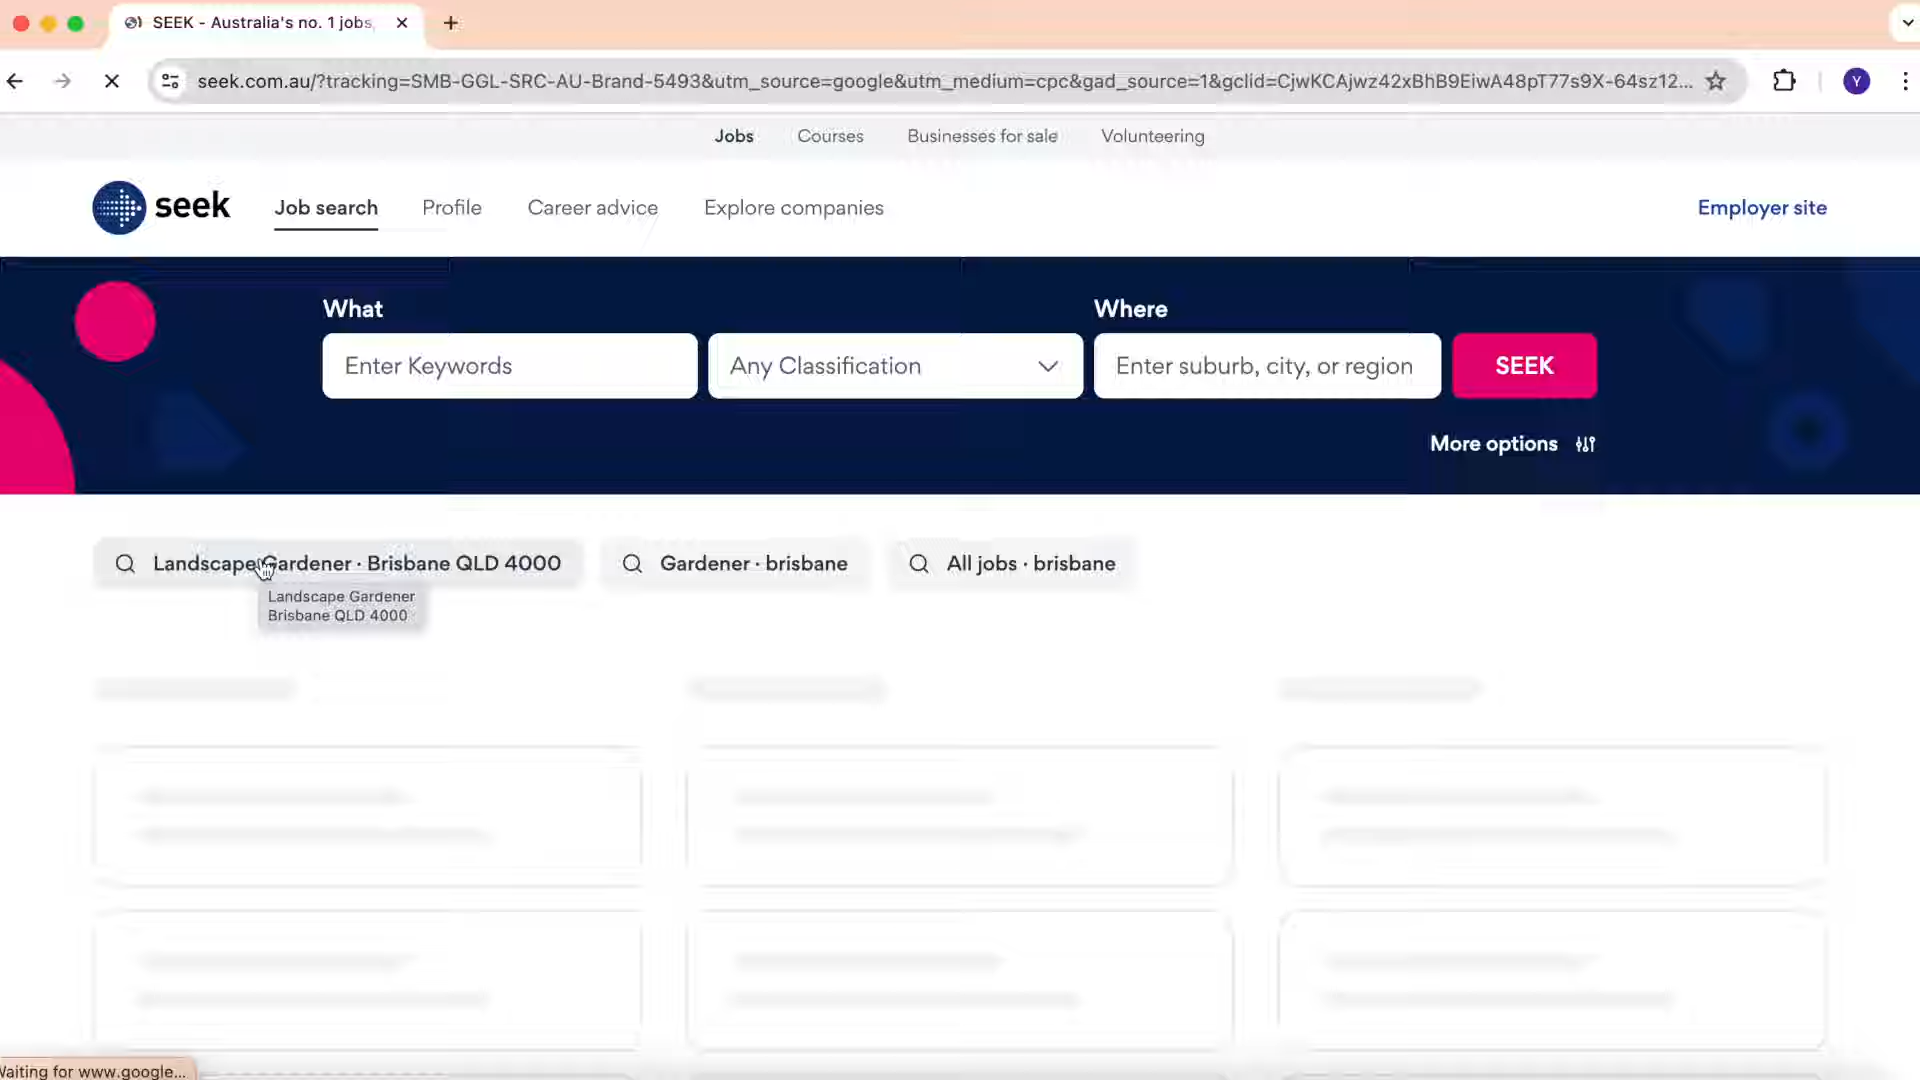 SEEK - Australia's no. 1 jobs
seek.com.au/?tracking=SMB-GGL-SRC-AU-Brand-5493&utm_source=google&utm_medium=cpc&gad_source=1&gclid=CjwKCAjwz42xBhB9EiwA48pT77s9X-64sz12...
Y
Jobs Courses Businesses for sale Volunteering
seek Job search Profile Career advice Explore companies Employer site
What Where
Enter Keywords Any Classification Enter suburb, city, or region SEEK
More options
Landscape Gardener · Brisbane QLD 4000 Gardener · brisbane All jobs · brisbane
Landscape Gardener
Brisbane QLD 4000
Waiting for www.google...